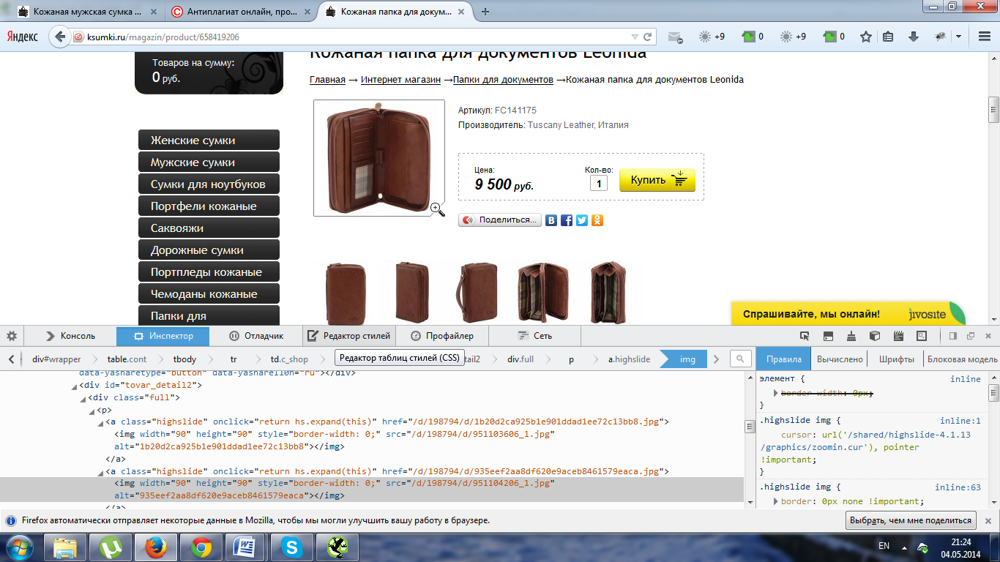 Кожаная мужская сумка ...
Антиплагиат онлайн, про...
Кожаная папка для докум...
Яндекс
ksumki.ru/magazin/product/658419206
+9
0
+9
0
Товаров на сумму:
0 руб.
Кожаная папка для документов Leonida
Главная → Интернет магазин →Папки для документов →Кожаная папка для документов Leonida
Артикул: FC141175
Производитель: Tuscany Leather, Италия
Цена:
9 500 руб.
Кол-во:
1
Купить
Поделиться...
Женские сумки
Мужские сумки
Сумки для ноутбуков
Портфели кожаные
Саквояжи
Дорожные сумки
Портпледы кожаные
Чемоданы кожаные
Папки для
Спрашивайте, мы онлайн!
jivosite
Консоль
Инспектор
Отладчик
Редактор стилей
Профайлер
Сеть
div#wrapper
table.cont
tbody
tr
td.c_shop
Редактор таблиц стилей (CSS)
div.full
p
a.highslide
img
Правила
Вычислено
Шрифты
Блоковая модель
data-yasharetype="button" data-yasharel10n="ru"></div>
<div id="tovar_detail2">
<div class="full">
<p>
<a class="highslide" onclick="return hs.expand(this)" href="/d/198794/d/1b20d2ca925b1e901ddad1ee72c13bb8.jpg">
<img width="90" height="90" style="border-width: 0;" src="/d/198794/d/951103606_1.jpg"
alt="1b20d2ca925b1e901ddad1ee72c13bb8"></img>
</a>
<a class="highslide" onclick="return hs.expand(this)" href="/d/198794/d/935eef2aa8df620e9aceb8461579eaca.jpg">
<img width="90" height="90" style="border-width: 0;" src="/d/198794/d/951104206_1.jpg"
alt="935eef2aa8df620e9aceb8461579eaca"></img>
</a>
элемент {
inline
border-width: 0px;
}
.highslide img {
inline:1
cursor: url('/shared/highslide-4.1.13
/graphics/zoomin.cur'), pointer
!important;
}
.highslide img {
inline:63
border: 0px none !important;
Firefox автоматически отправляет некоторые данные в Mozilla, чтобы мы могли улучшить вашу работу в браузере.
Выбрать, чем мне поделиться
EN
21:24
04.05.2014